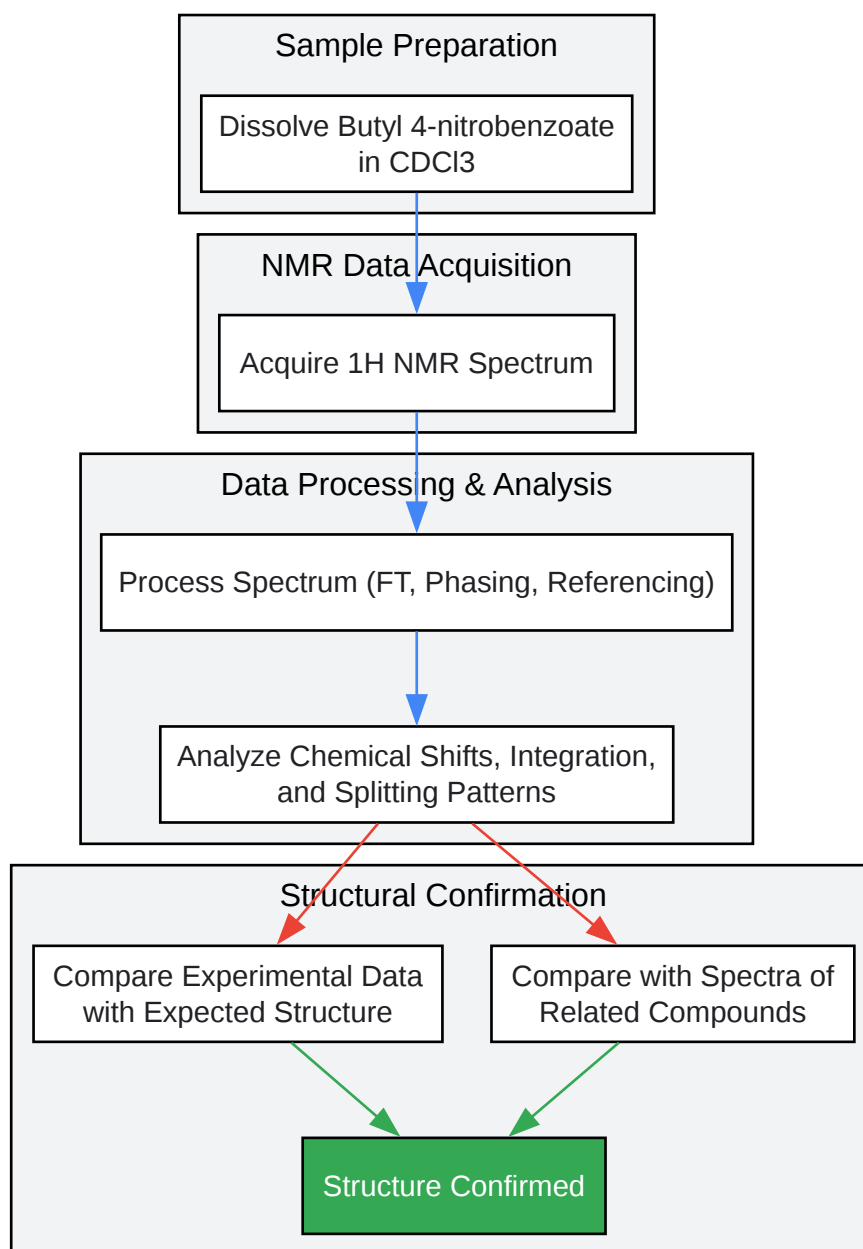 Sample Preparation
Dissolve Butyl 4-nitrobenzoate
in CDCl3
NMR Data Acquisition
Acquire 1H NMR Spectrum
Data Processing & Analysis
Process Spectrum (FT, Phasing, Referencing)
Analyze Chemical Shifts, Integration,
and Splitting Patterns
Structural Confirmation
Compare Experimental Data
with Expected Structure
Compare with Spectra of
Related Compounds
Structure Confirmed